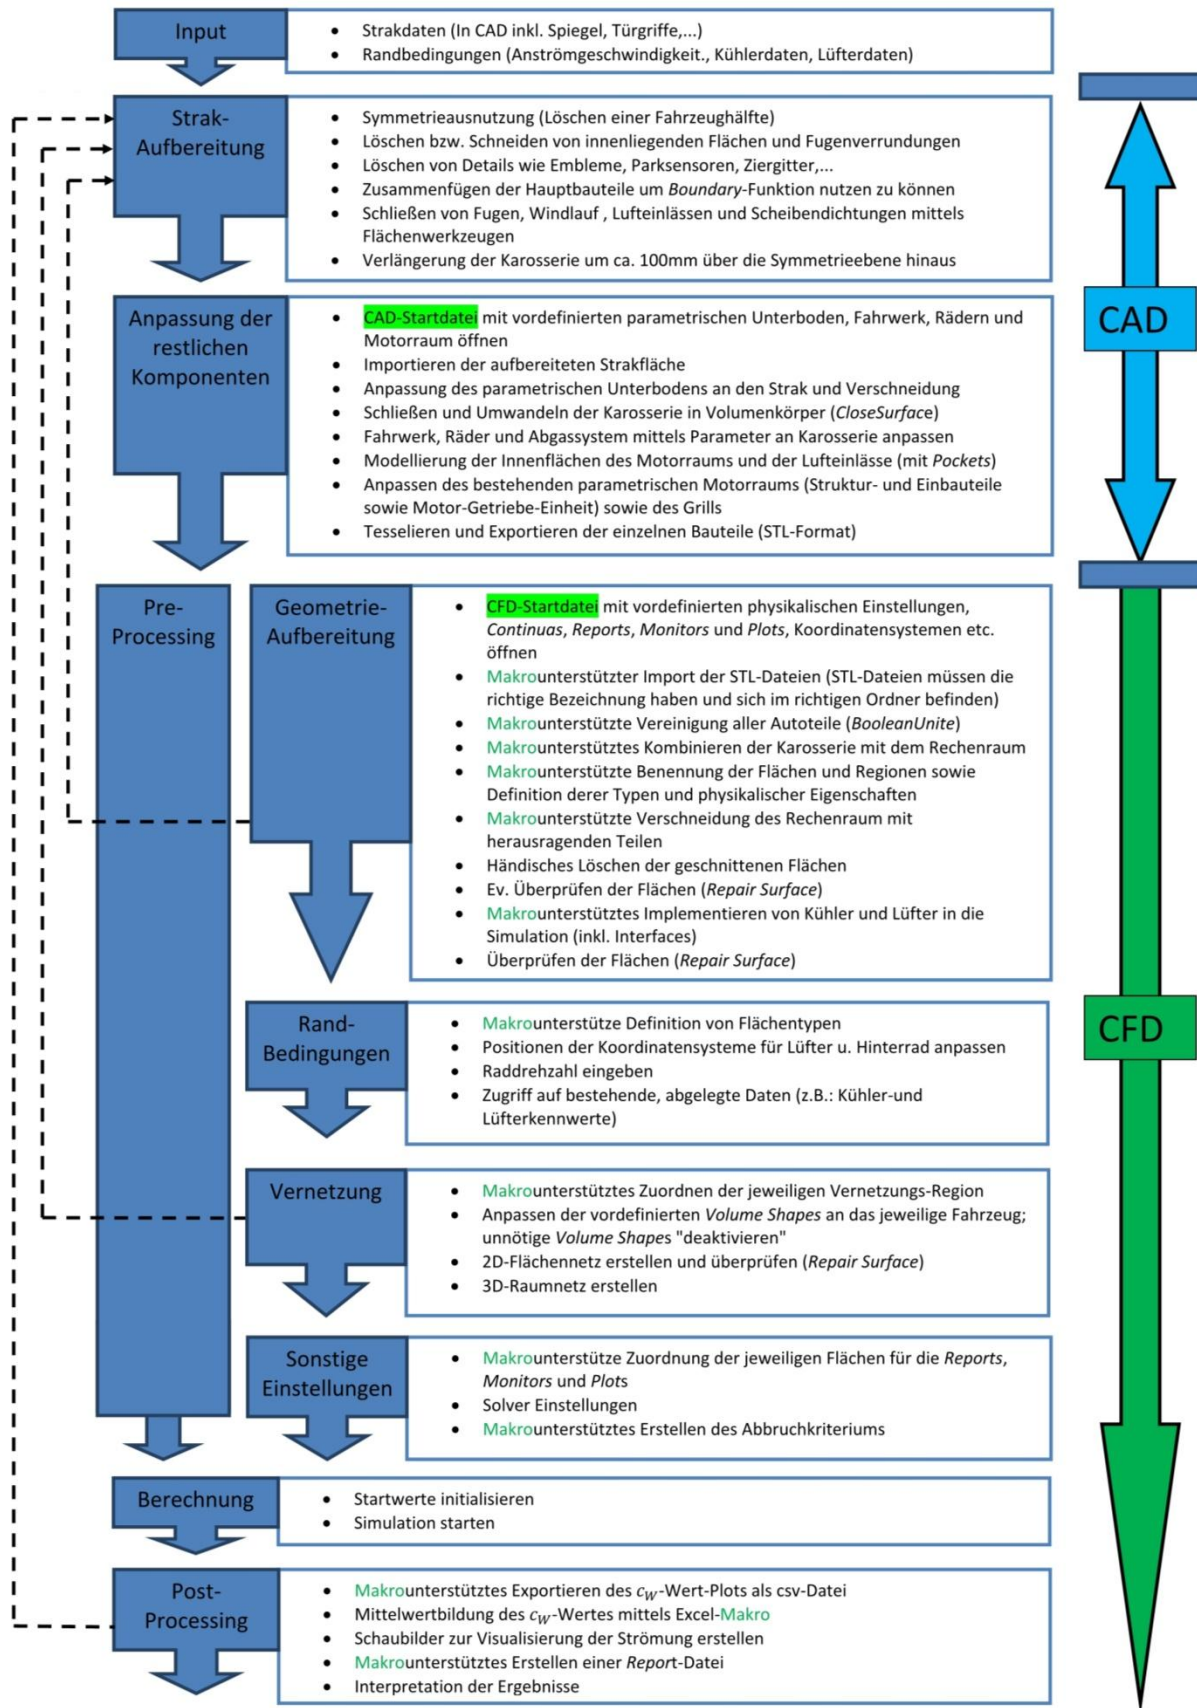 Input
• Strakdaten (In CAD inkl. Spiegel, Türgriffe,...)
• Randbedingungen (Anströmgeschwindigkeit., Kühlerdaten, Lüfterdaten)
Strak-
Aufbereitung
• Symmetrieausnutzung (Löschen einer Fahrzeughälfte)
• Löschen bzw. Schneiden von innenliegenden Flächen und Fugenverrundungen
• Löschen von Details wie Embleme, Parksensoren, Ziergitter,...
• Zusammenfügen der Hauptbauteile um Boundary-Funktion nutzen zu können
• Schließen von Fugen, Windlauf , Lufteinlässen und Scheibendichtungen mittels
Flächenwerkzeugen
• Verlängerung der Karosserie um ca. 100mm über die Symmetrieebene hinaus
CAD
Anpassung der
restlichen
Komponenten
• CAD-Startdatei mit vordefinierten parametrischen Unterboden, Fahrwerk, Rädern und
Motorraum öffnen
• Importieren der aufbereiteten Strakfläche
• Anpassung des parametrischen Unterbodens an den Strak und Verschneidung
• Schließen und Umwandeln der Karosserie in Volumenkörper (CloseSurface)
• Fahrwerk, Räder und Abgassystem mittels Parameter an Karosserie anpassen
• Modellierung der Innenflächen des Motorraums und der Lufteinlässe (mit Pockets)
• Anpassen des bestehenden parametrischen Motorraums (Struktur- und Einbauteile
sowie Motor-Getriebe-Einheit) sowie des Grills
• Tesselieren und Exportieren der einzelnen Bauteile (STL-Format)
Pre-
Processing
Geometrie-
Aufbereitung
• CFD-Startdatei mit vordefinierten physikalischen Einstellungen,
Continuas, Reports, Monitors und Plots, Koordinatensystemen etc.
öffnen
• Makrounterstützter Import der STL-Dateien (STL-Dateien müssen die
richtige Bezeichnung haben und sich im richtigen Ordner befinden)
• Makrounterstützte Vereinigung aller Autoteile (BooleanUnite)
• Makrounterstütztes Kombinieren der Karosserie mit dem Rechenraum
• Makrounterstützte Benennung der Flächen und Regionen sowie
Definition derer Typen und physikalischer Eigenschaften
• Makrounterstützte Verschneidung des Rechenraum mit
herausragenden Teilen
• Händisches Löschen der geschnittenen Flächen
• Ev. Überprüfen der Flächen (Repair Surface)
• Makrounterstütztes Implementieren von Kühler und Lüfter in die
Simulation (inkl. Interfaces)
• Überprüfen der Flächen (Repair Surface)
CFD
Rand-
Bedingungen
• Makrounterstütze Definition von Flächentypen
• Positionen der Koordinatensysteme für Lüfter u. Hinterrad anpassen
• Raddrehzahl eingeben
• Zugriff auf bestehende, abgelegte Daten (z.B.: Kühler-und
Lüfterkennwerte)
Vernetzung
• Makrounterstütztes Zuordnen der jeweiligen Vernetzungs-Region
• Anpassen der vordefinierten Volume Shapes an das jeweilige Fahrzeug;
unnötige Volume Shapes "deaktivieren"
• 2D-Flächennetz erstellen und überprüfen (Repair Surface)
• 3D-Raumnetz erstellen
Sonstige
Einstellungen
• Makrounterstütze Zuordnung der jeweiligen Flächen für die Reports,
Monitors und Plots
• Solver Einstellungen
• Makrounterstütztes Erstellen des Abbruchkriteriums
Berechnung
• Startwerte initialisieren
• Simulation starten
Post-
Processing
• Makrounterstütztes Exportieren des c_W-Wert-Plots als csv-Datei
• Mittelwertbildung des c_W-Wertes mittels Excel-Makro
• Schaubilder zur Visualisierung der Strömung erstellen
• Makrounterstütztes Erstellen einer Report-Datei
• Interpretation der Ergebnisse